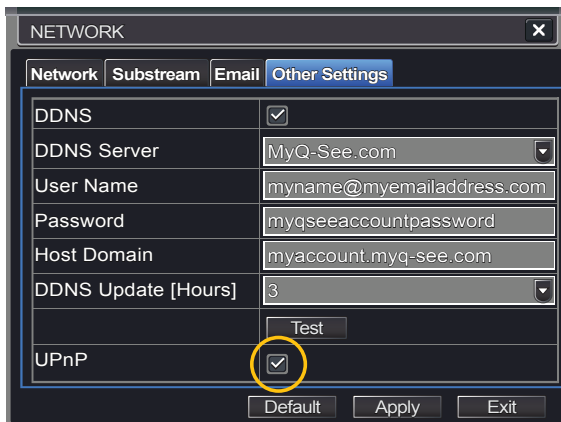 NETWORK
Network Substream Email Other Settings
DDNS
DDNS Server MyQ-See.com
User Name myname@myemailaddress.com
Password myqseeaccountpassword
Host Domain myaccount.myq-see.com
DDNS Update [Hours] 3
Test
UPnP
Default Apply Exit